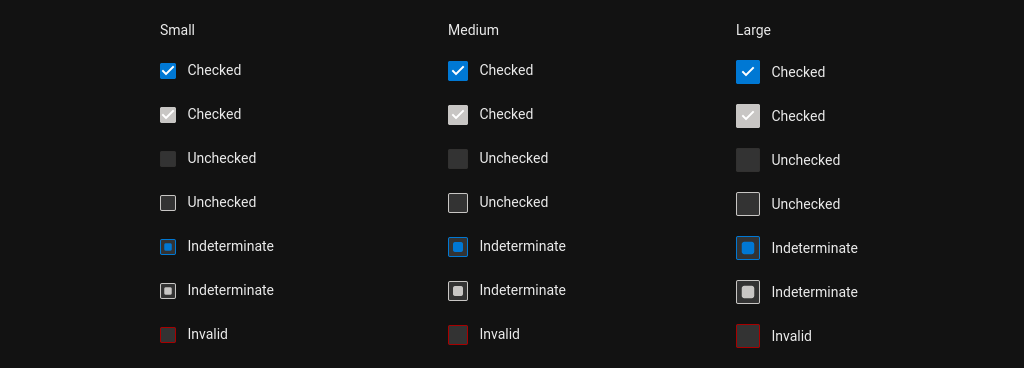 Small Medium Large
Checked Checked Checked
Checked Checked Checked
Unchecked Unchecked Unchecked
Unchecked Unchecked Unchecked
Indeterminate Indeterminate Indeterminate
Indeterminate Indeterminate Indeterminate
Invalid Invalid Invalid